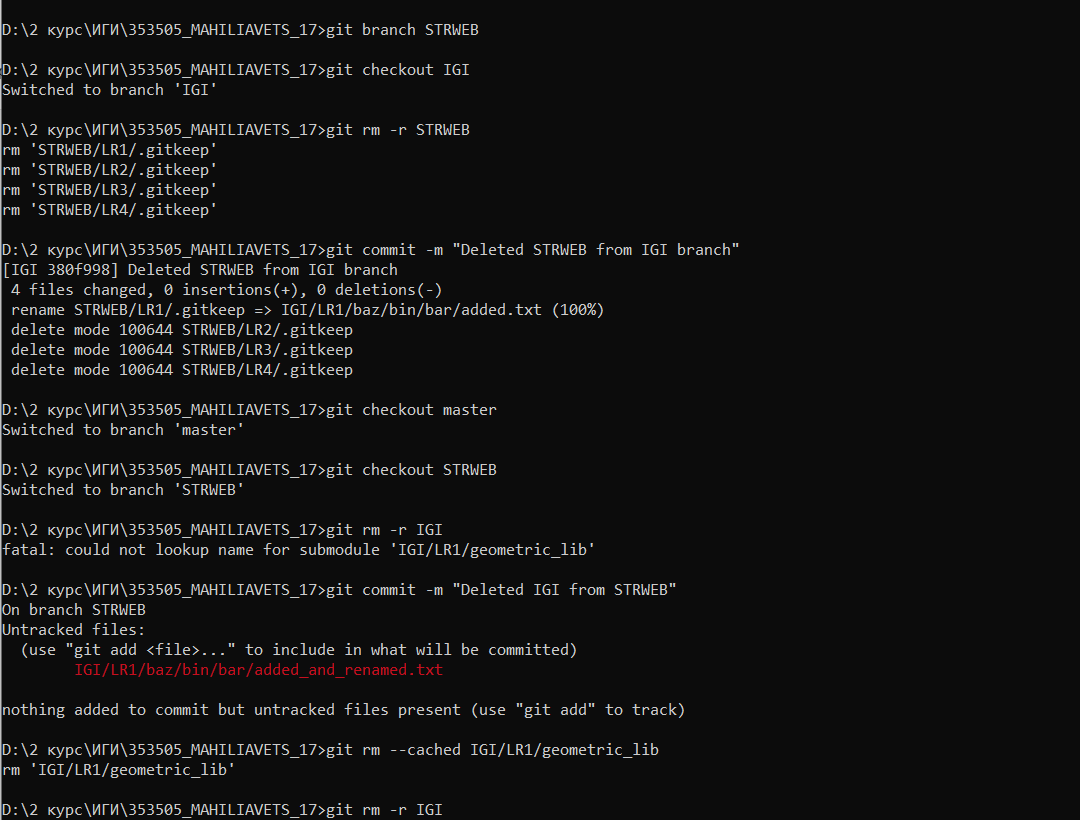 D:\2 курс\ИГИ\353505_MAHILIAVETS_17>git branch STRWEB
D:\2 курс\ИГИ\353505_MAHILIAVETS_17>git checkout IGI
Switched to branch 'IGI'
D:\2 курс\ИГИ\353505_MAHILIAVETS_17>git rm -r STRWEB
rm 'STRWEB/LR1/.gitkeep'
rm 'STRWEB/LR2/.gitkeep'
rm 'STRWEB/LR3/.gitkeep'
rm 'STRWEB/LR4/.gitkeep'
D:\2 курс\ИГИ\353505_MAHILIAVETS_17>git commit -m "Deleted STRWEB from IGI branch"
[IGI 380f998] Deleted STRWEB from IGI branch
4 files changed, 0 insertions(+), 0 deletions(-)
rename STRWEB/LR1/.gitkeep => IGI/LR1/baz/bin/bar/added.txt (100%)
delete mode 100644 STRWEB/LR2/.gitkeep
delete mode 100644 STRWEB/LR3/.gitkeep
delete mode 100644 STRWEB/LR4/.gitkeep
D:\2 курс\ИГИ\353505_MAHILIAVETS_17>git checkout master
Switched to branch 'master'
D:\2 курс\ИГИ\353505_MAHILIAVETS_17>git checkout STRWEB
Switched to branch 'STRWEB'
D:\2 курс\ИГИ\353505_MAHILIAVETS_17>git rm -r IGI
fatal: could not lookup name for submodule 'IGI/LR1/geometric_lib'
D:\2 курс\ИГИ\353505_MAHILIAVETS_17>git commit -m "Deleted IGI from STRWEB"
On branch STRWEB
Untracked files:
(use "git add <file>..." to include in what will be committed)
IGI/LR1/baz/bin/bar/added_and_renamed.txt
nothing added to commit but untracked files present (use "git add" to track)
D:\2 курс\ИГИ\353505_MAHILIAVETS_17>git rm --cached IGI/LR1/geometric_lib
rm 'IGI/LR1/geometric_lib'
D:\2 курс\ИГИ\353505_MAHILIAVETS_17>git rm -r IGI